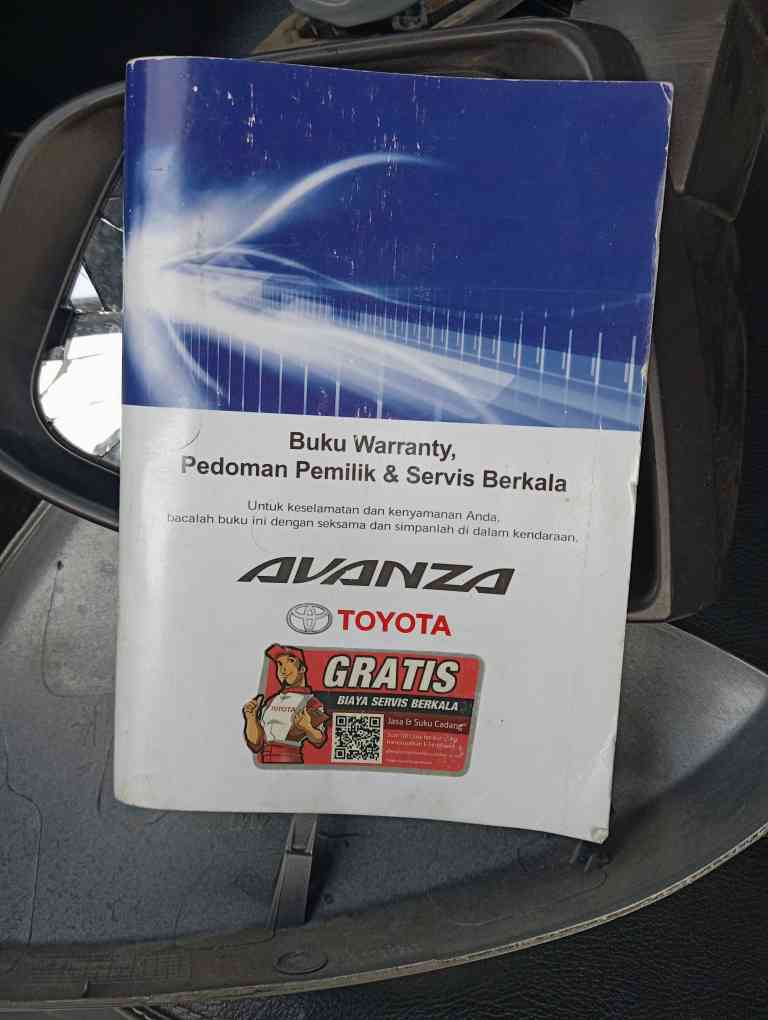 Buku Warranty,
Pedoman Pemilik & Servis Berkala
Untuk keselamatan dan kenyamanan Anda,
bacalah buku ini dengan seksama dan simpanlah di dalam kendaraan.
AVANZA
TOYOTA
GRATIS
BIAYA SERVIS BERKALA
TOYOTA
Jasa & Suku Cadang